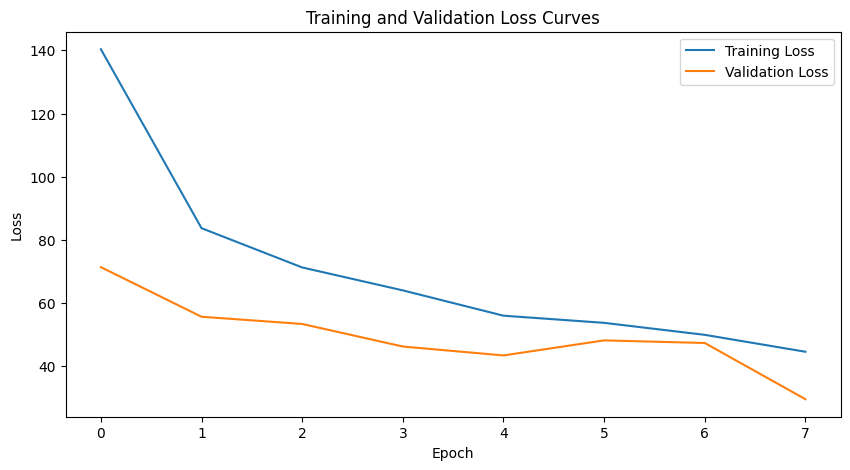 Training and Validation Loss Curves
Training Loss
Validation Loss
140
120
100
80
60
40
Loss
0 1 2 3 4 5 6 7
Epoch